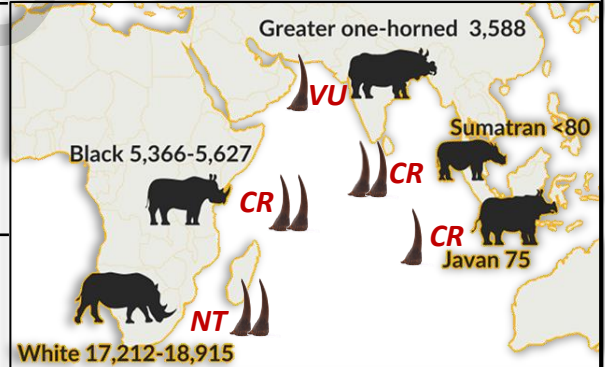 Greater one-horned 3,588
VU
Sumatran <80
Black 5,366-5,627
CR
CR
CR
Javan 75
NT
White 17,212-18,915